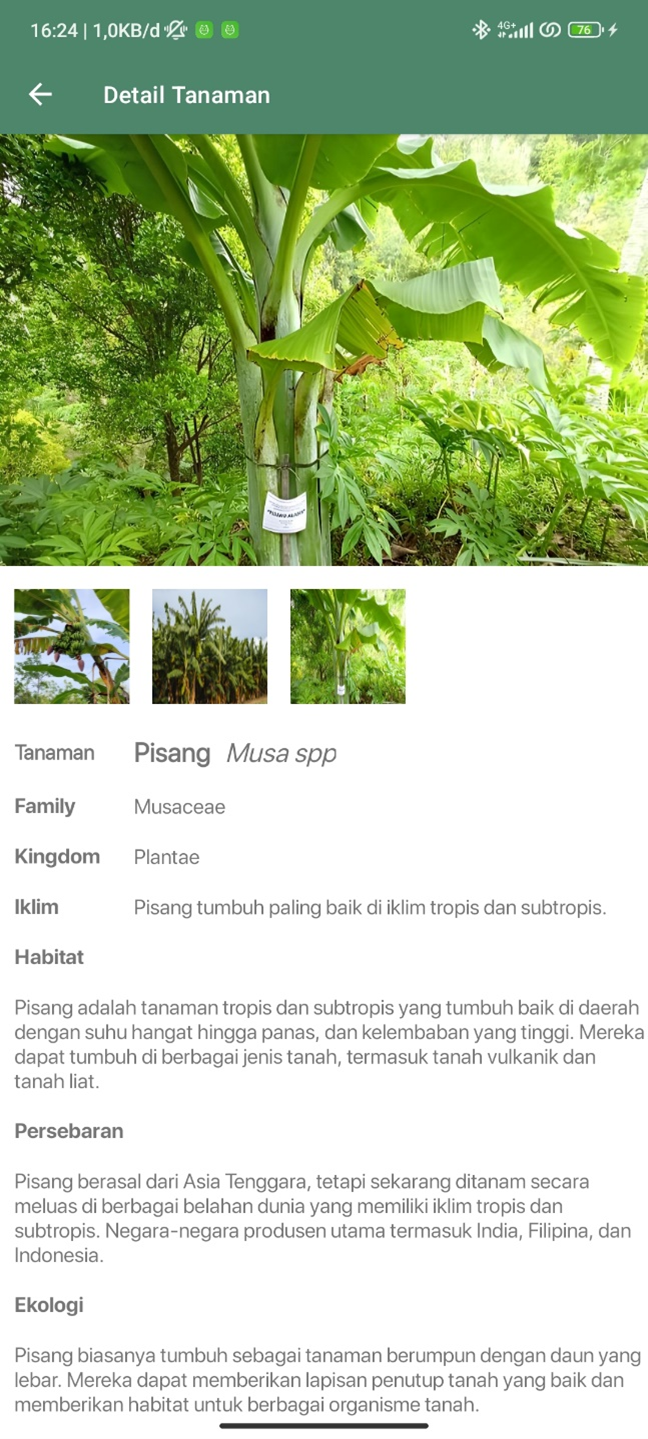 16:24 | 1,0KB/d
4G+
76
Detail Tanaman
Tanaman Pisang Musa spp
Family Musaceae
Kingdom Plantae
Iklim Pisang tumbuh paling baik di iklim tropis dan subtropis.
Habitat
Pisang adalah tanaman tropis dan subtropis yang tumbuh baik di daerah
dengan suhu hangat hingga panas, dan kelembaban yang tinggi. Mereka
dapat tumbuh di berbagai jenis tanah, termasuk tanah vulkanik dan
tanah liat.
Persebaran
Pisang berasal dari Asia Tenggara, tetapi sekarang ditanam secara
meluas di berbagai belahan dunia yang memiliki iklim tropis dan
subtropis. Negara-negara produsen utama termasuk India, Filipina, dan
Indonesia.
Ekologi
Pisang biasanya tumbuh sebagai tanaman berumpun dengan daun yang
lebar. Mereka dapat memberikan lapisan penutup tanah yang baik dan
memberikan habitat untuk berbagai organisme tanah.